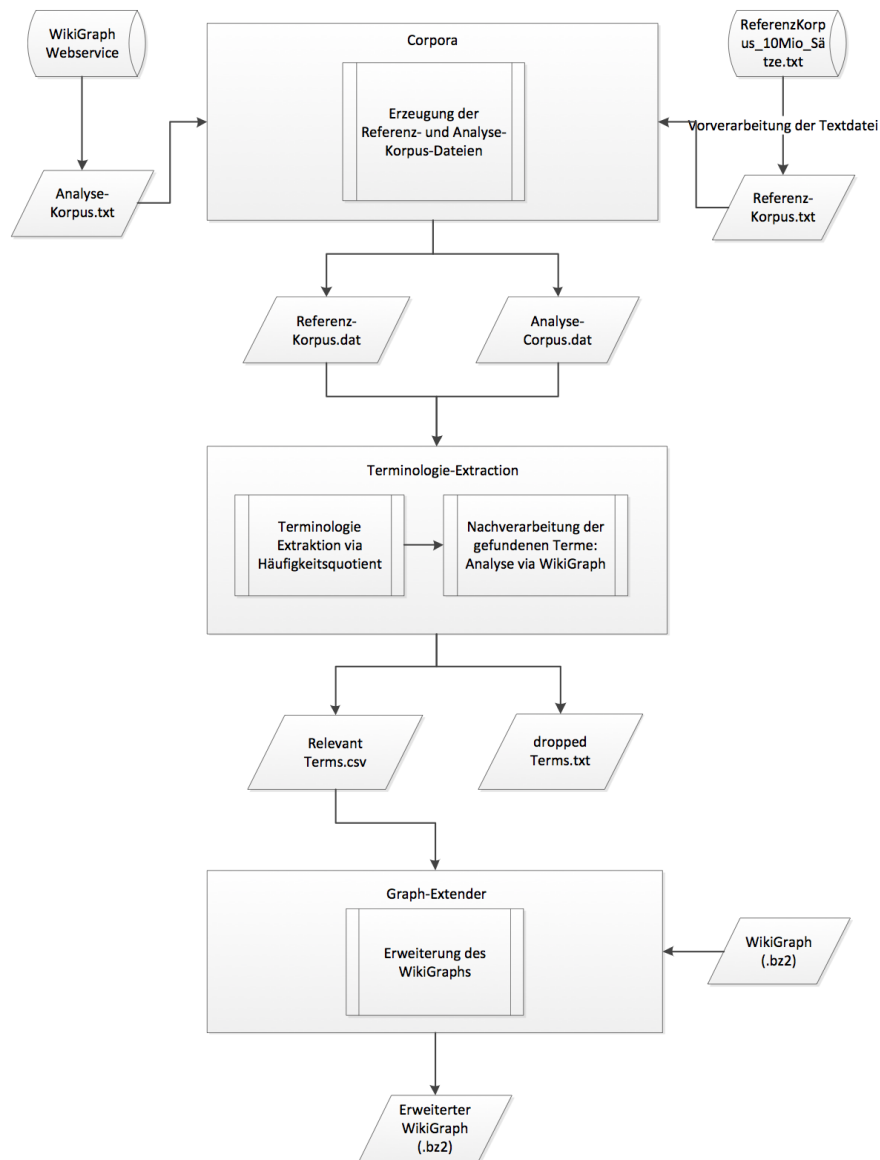 WikiGraph
Webservice
Corpora
ReferenzKorp
us_10Mio_Sä
tze.txt
Erzeugung der
Referenz- und Analyse-
Korpus-Dateien
Vorverarbeitung der Textdatei
Analyse-
Korpus.txt
Referenz-
Korpus.txt
Referenz-
Korpus.dat
Analyse-
Corpus.dat
Terminologie-Extraction
Terminologie
Extraktion via
Häufigkeitsquotient
Nachverarbeitung der
gefundenen Terme:
Analyse via WikiGraph
Relevant
Terms.csv
dropped
Terms.txt
Graph-Extender
Erweiterung des
WikiGraphs
WikiGraph
(.bz2)
Erweiterter
WikiGraph
(.bz2)